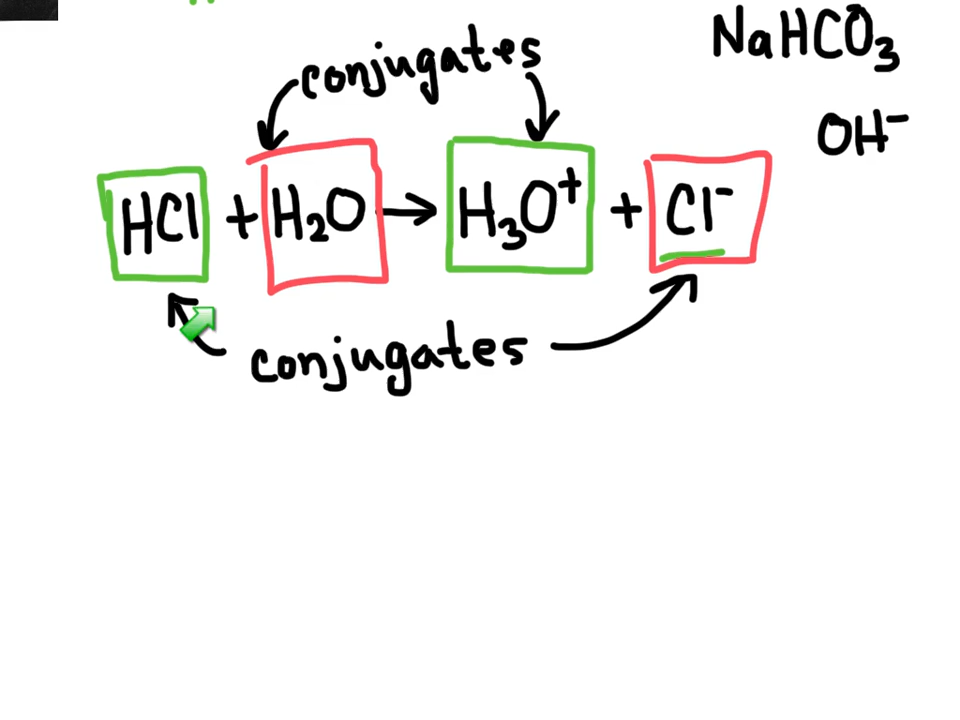 conjugates
NaHCO₃
OH⁻
HCl + H₂O → H₃O⁺ + Cl⁻
conjugates